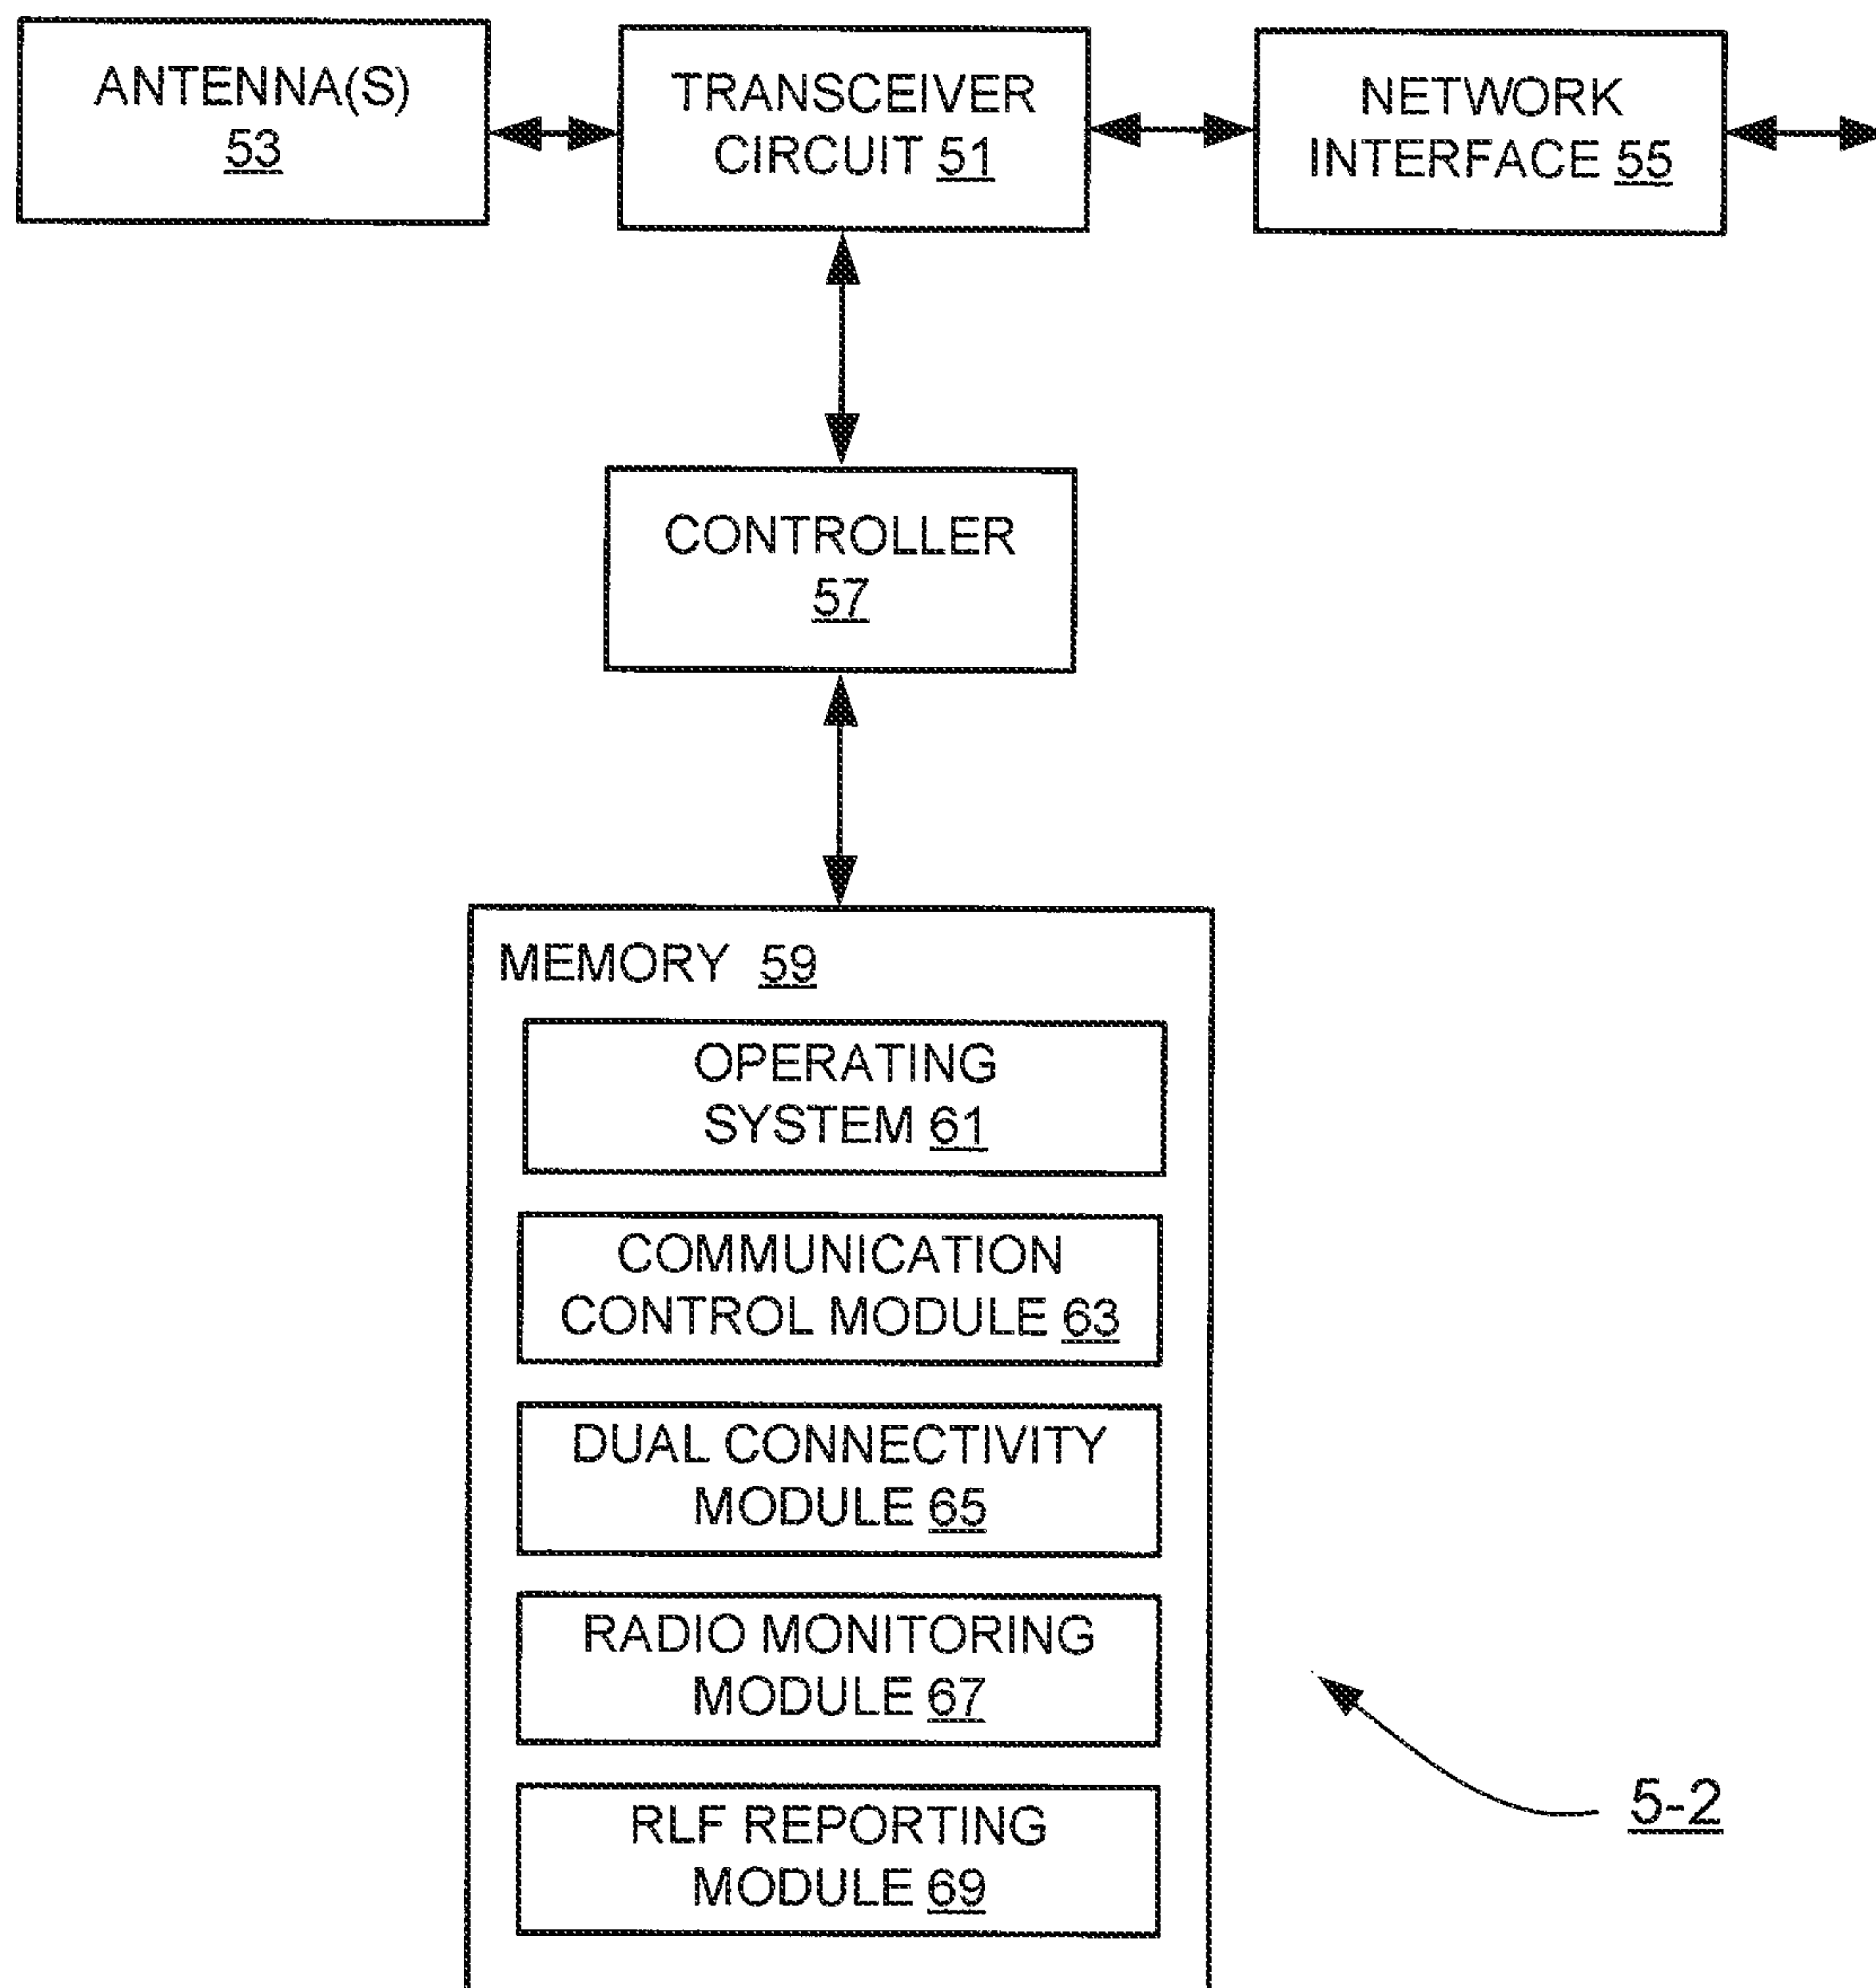 ANTENNA(S)
53
TRANSCEIVER
CIRCUIT 51
NETWORK
INTERFACE 55
CONTROLLER
57
MEMORY 59
OPERATING
SYSTEM 61
COMMUNICATION
CONTROL MODULE 63
DUAL CONNECTIVITY
MODULE 65
RADIO MONITORING
MODULE 67
RLF REPORTING
MODULE 69
5-2